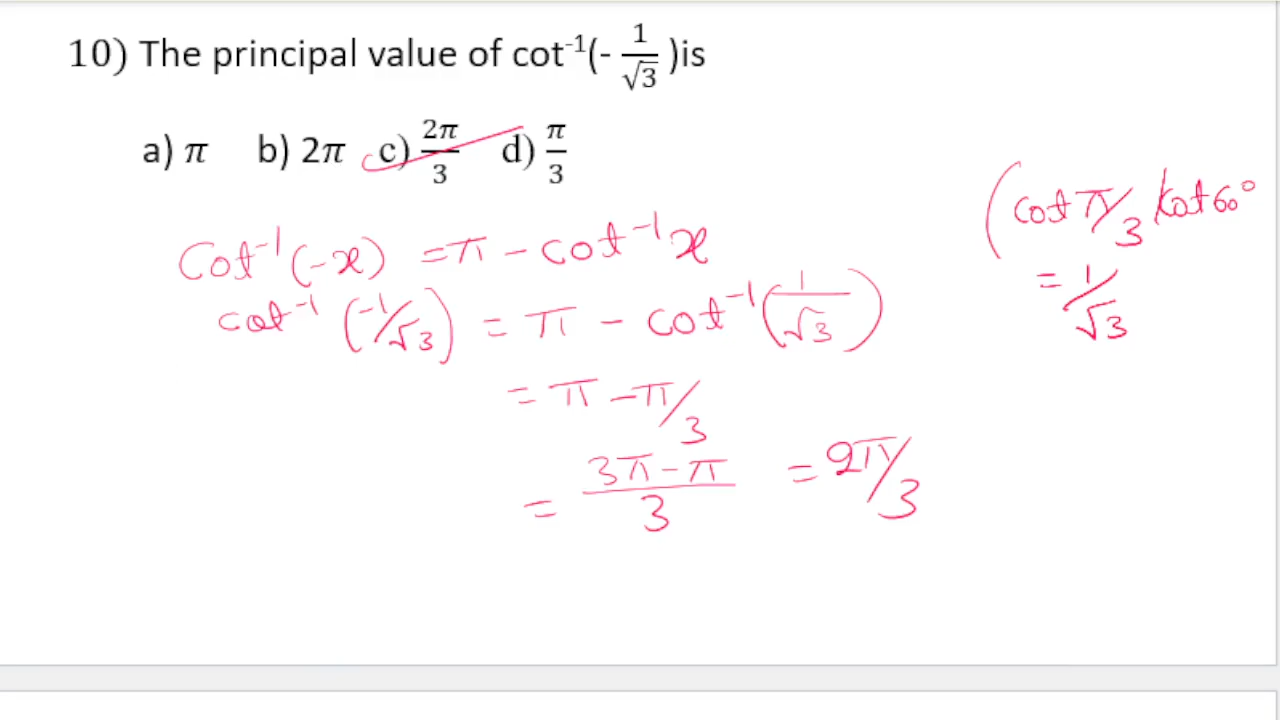 10) The principal value of cot⁻¹(- 1/√3 )is
a) π b) 2π c) 2π/3 d) π/3
Cot⁻¹(-x) = π - cot⁻¹x
cot⁻¹(-1/√3) = π - cot⁻¹(1/√3)
= π - π/3
= 3π - π/3 = 2π/3
(cot π/3 cot 60°
= 1/√3